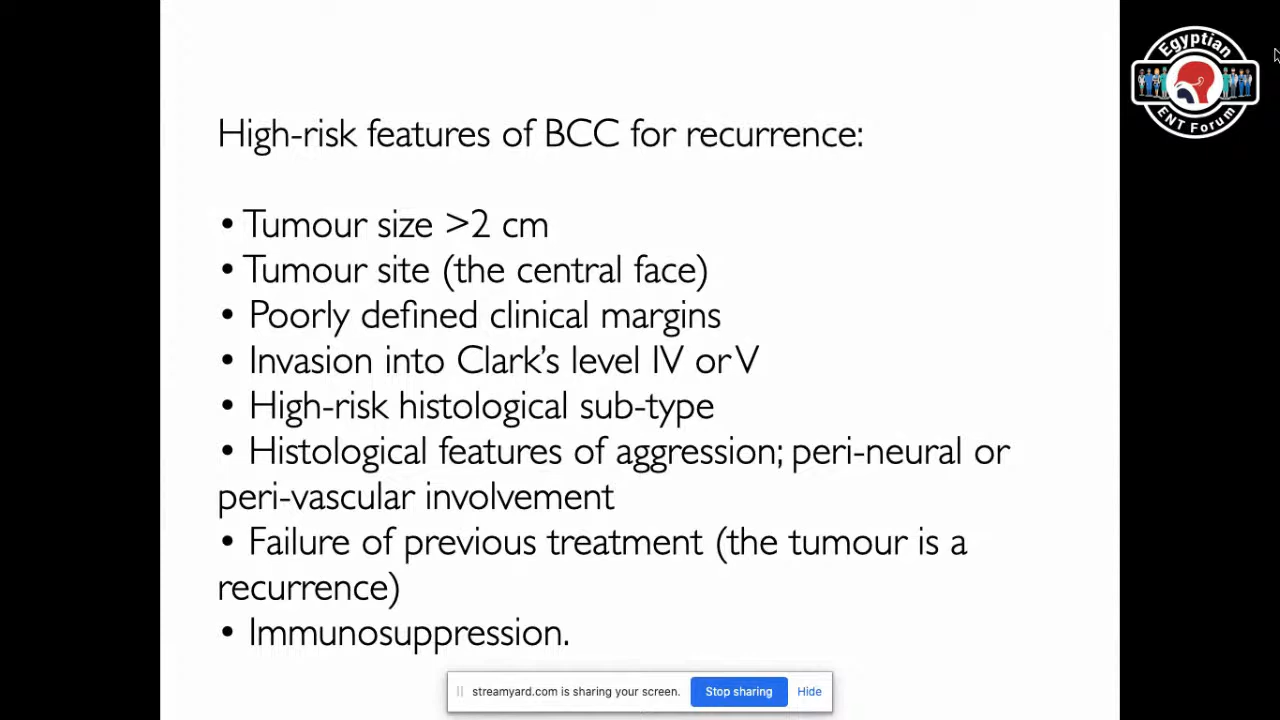 Egyptian
ENT Forum
High-risk features of BCC for recurrence:
• Tumour size >2 cm
• Tumour site (the central face)
• Poorly defined clinical margins
• Invasion into Clark's level IV or V
• High-risk histological sub-type
• Histological features of aggression; peri-neural or
peri-vascular involvement
• Failure of previous treatment (the tumour is a
recurrence)
• Immunosuppression.
streamyard.com is sharing your screen. Stop sharing Hide